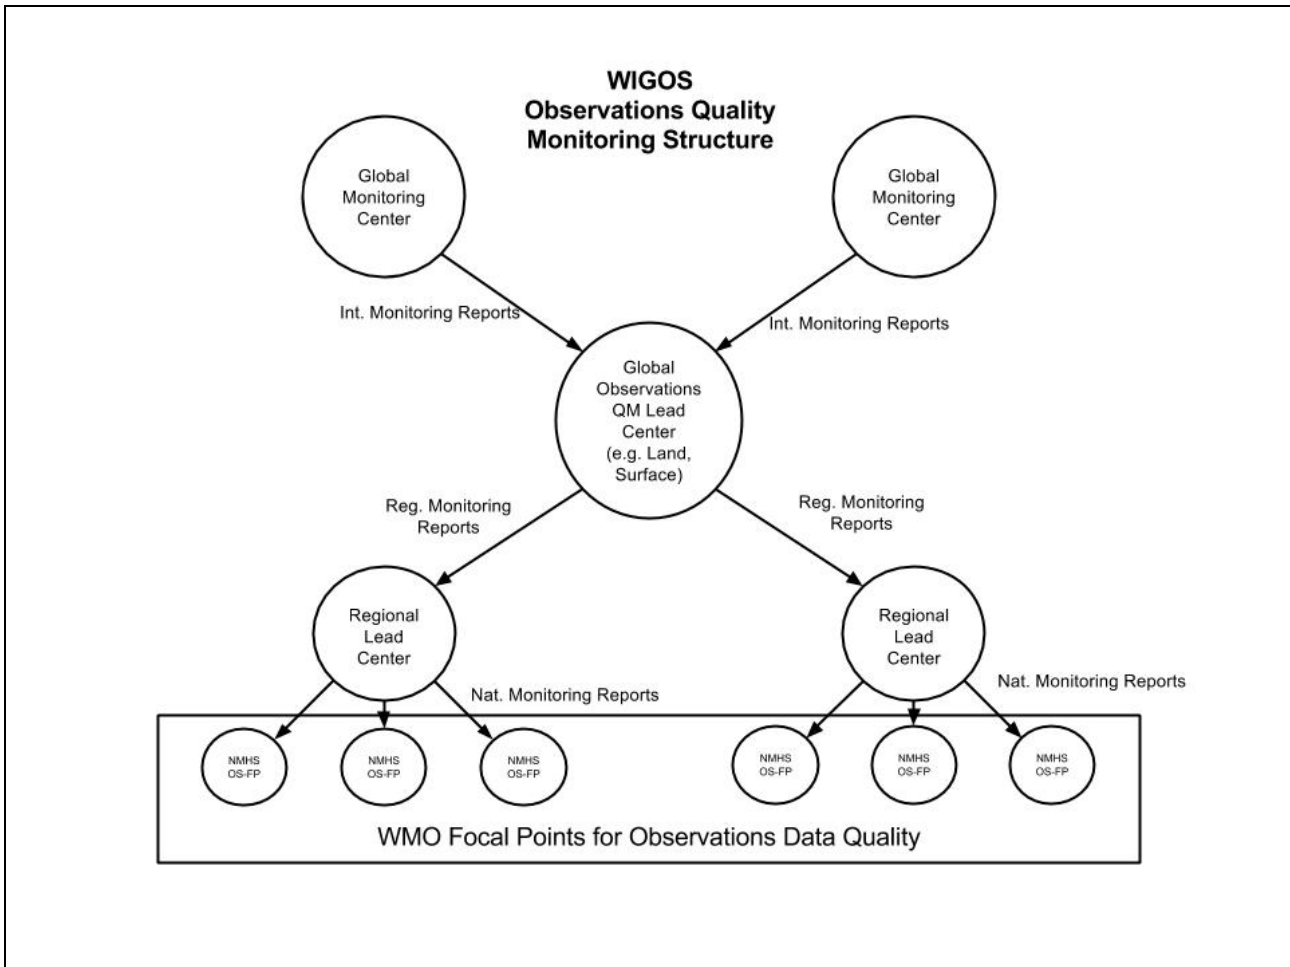 WIGOS
Observations Quality
Monitoring Structure
Global
Monitoring
Center
Global
Monitoring
Center
Int. Monitoring Reports
Int. Monitoring Reports
Global
Observations
QM Lead
Center
(e.g. Land,
Surface)
Reg. Monitoring
Reports
Reg. Monitoring
Reports
Regional
Lead
Center
Regional
Lead
Center
Nat. Monitoring Reports
Nat. Monitoring Reports
NMHS
OS-FP
NMHS
OS-FP
NMHS
OS-FP
NMHS
OS-FP
NMHS
OS-FP
NMHS
OS-FP
WMO Focal Points for Observations Data Quality